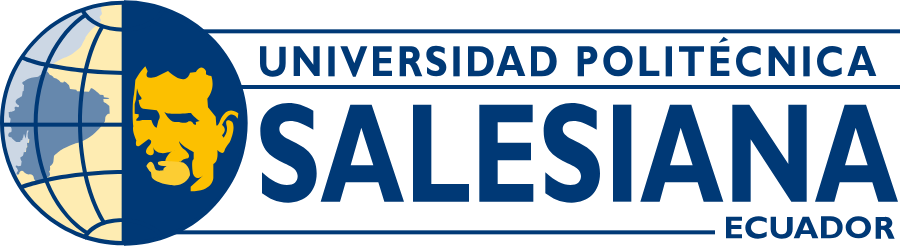 UNIVERSIDAD POLITÉCNICA
SALESIANA
ECUADOR